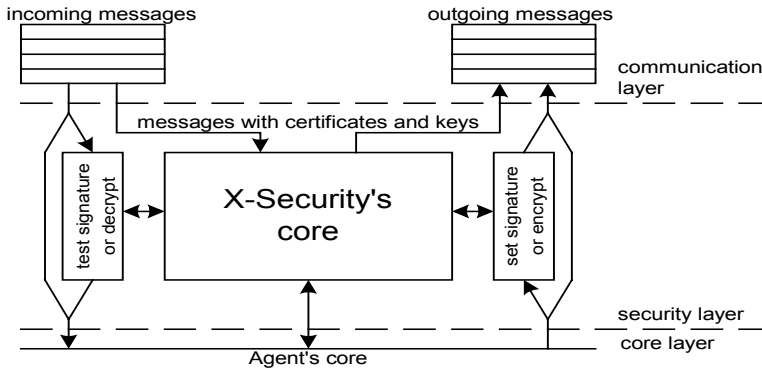 incoming messages
outgoing messages
communication
layer
messages with certificates and keys
test signature
or decrypt
X-Security's
core
set signature
or encrypt
security layer
core layer
Agent's core